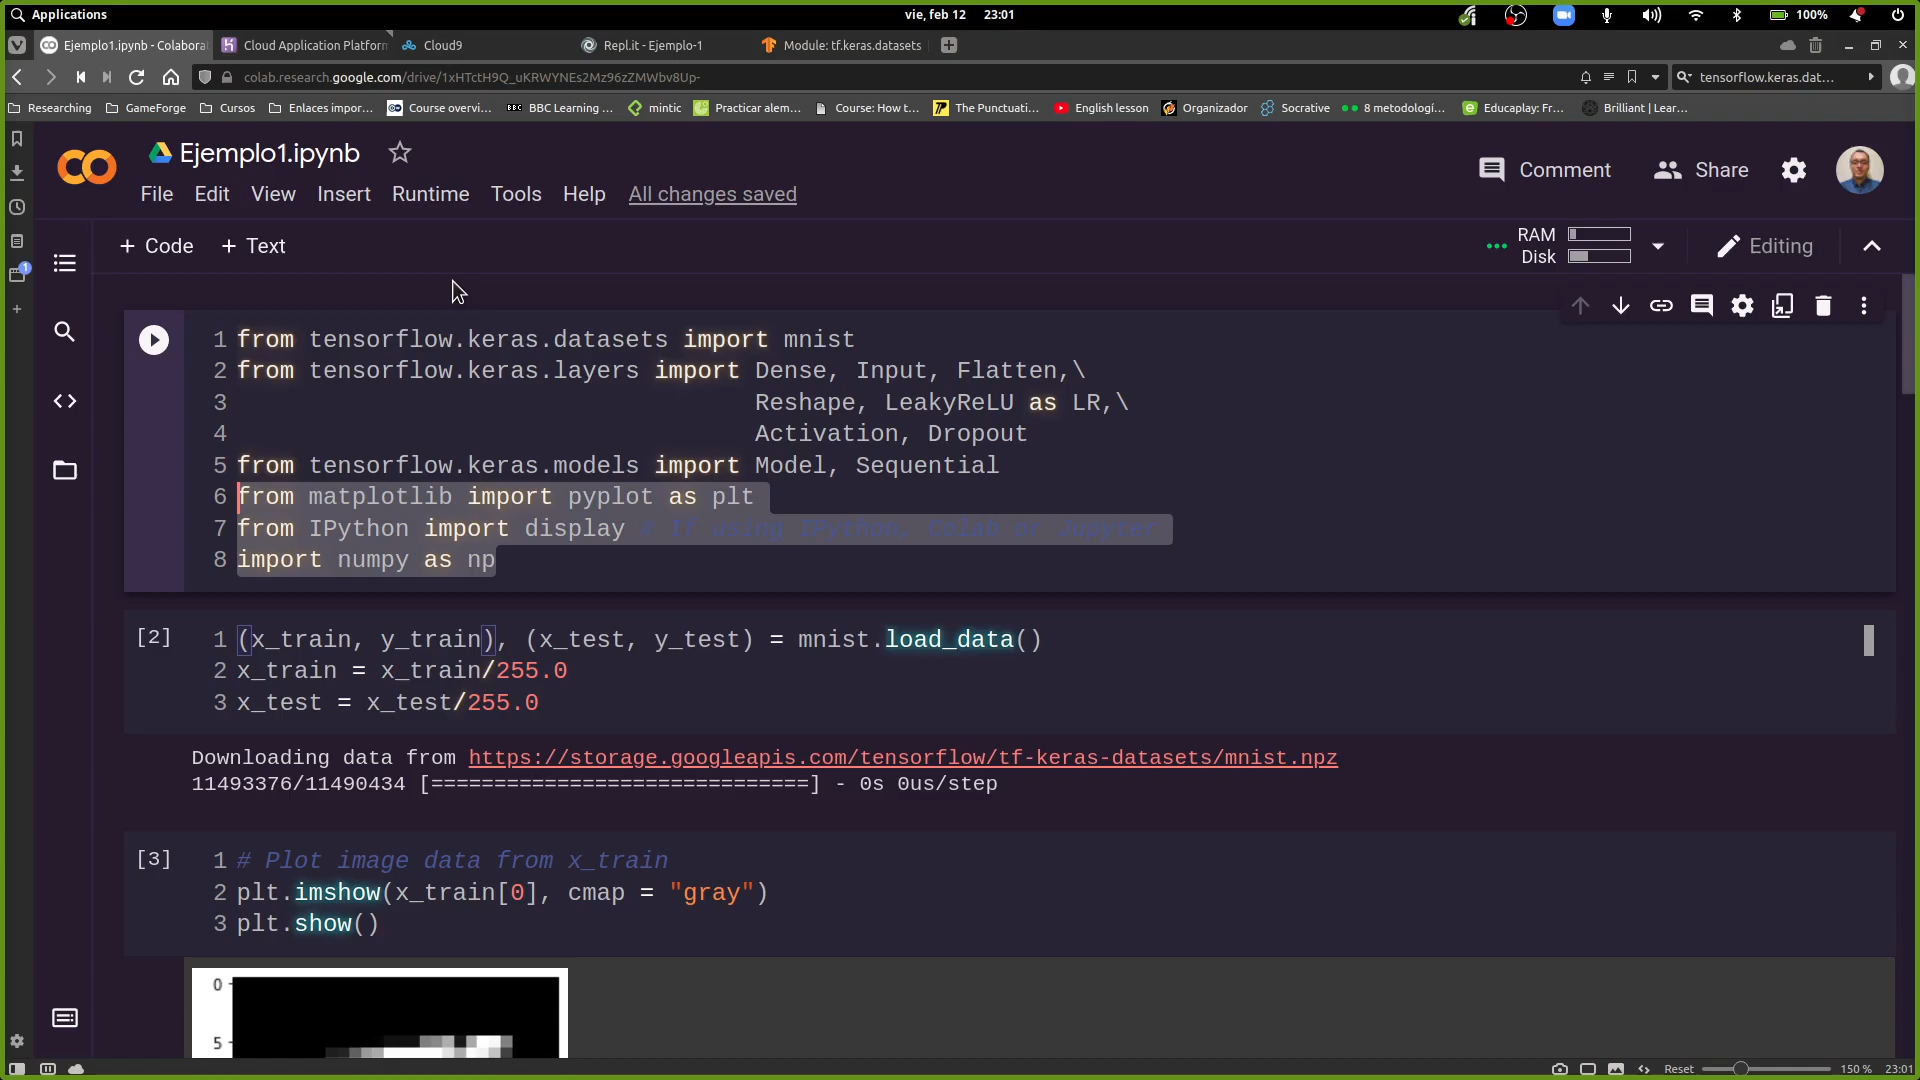 Applications
vie, feb 12 23:01
100%
Ejemplo1.ipynb - Colabora
Cloud Application Platform
Cloud9
Repl.it - Ejemplo-1
Module: tf.keras.datasets
colab.research.google.com/drive/1xHTctH9Q_uKRWYNEs2Mz96zZMWbv8Up-
tensorflow.keras.dat...
Researching
GameForge
Cursos
Enlaces impor...
Course overvi...
BBC Learning ...
mintic
Practicar alem...
Course: How t...
The Punctuati...
English lesson
Organizador
Socrative
8 metodologí...
Educaplay: Fr...
Brilliant | Lear...
Ejemplo1.ipynb
Comment
Share
File Edit View Insert Runtime Tools Help All changes saved
+ Code + Text
RAM
Disk
Editing
1 from tensorflow.keras.datasets import mnist
2 from tensorflow.keras.layers import Dense, Input, Flatten,\
3 Reshape, LeakyReLU as LR,\
4 Activation, Dropout
5 from tensorflow.keras.models import Model, Sequential
6 from matplotlib import pyplot as plt
7 from IPython import display # If using IPython, Colab or Jupyter
8 import numpy as np
[2] 1 (x_train, y_train), (x_test, y_test) = mnist.load_data()
2 x_train = x_train/255.0
3 x_test = x_test/255.0
Downloading data from https://storage.googleapis.com/tensorflow/tf-keras-datasets/mnist.npz
11493376/11490434 [==============================] - 0s 0us/step
[3] 1 # Plot image data from x_train
2 plt.imshow(x_train[0], cmap = "gray")
3 plt.show()
0
5
Reset 150 % 23:01